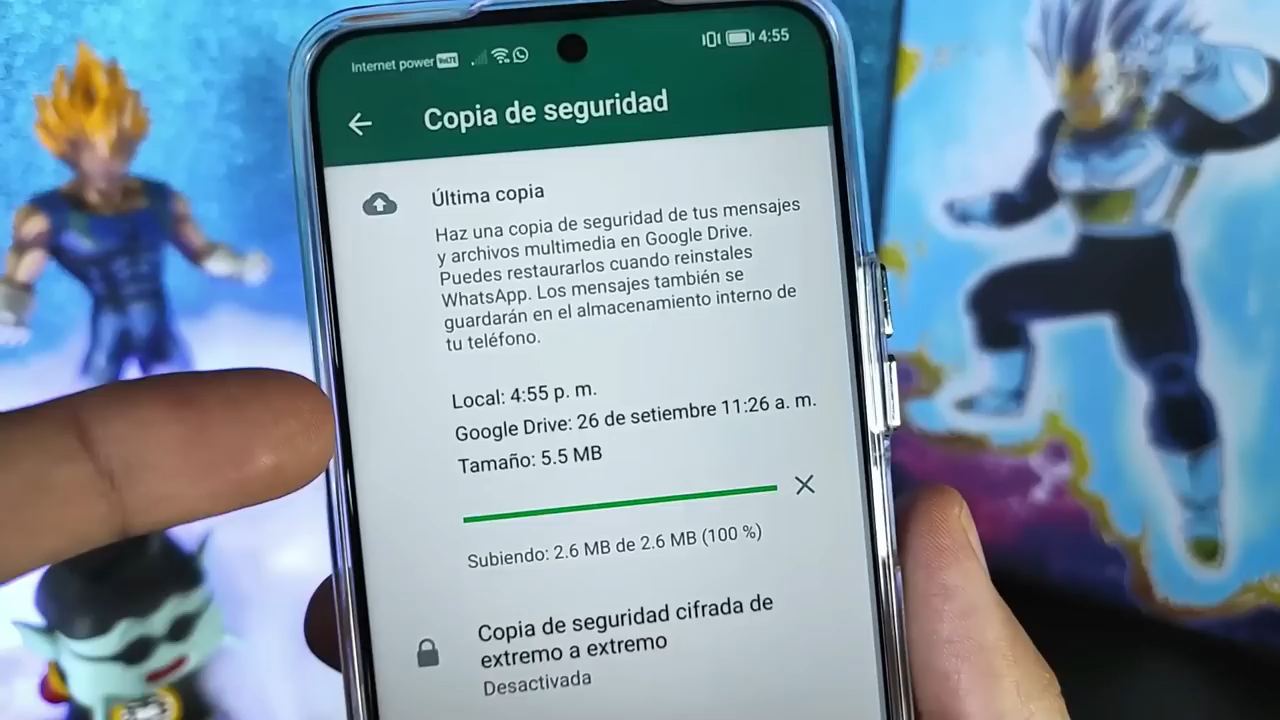 Internet power VoLTE 4:55
Copia de seguridad
Última copia
Haz una copia de seguridad de tus mensajes
y archivos multimedia en Google Drive.
Puedes restaurarlos cuando reinstales
WhatsApp. Los mensajes también se
guardarán en el almacenamiento interno de
tu teléfono.
Local: 4:55 p. m.
Google Drive: 26 de setiembre 11:26 a. m.
Tamaño: 5.5 MB
Subiendo: 2.6 MB de 2.6 MB (100 %)
Copia de seguridad cifrada de
extremo a extremo
Desactivada